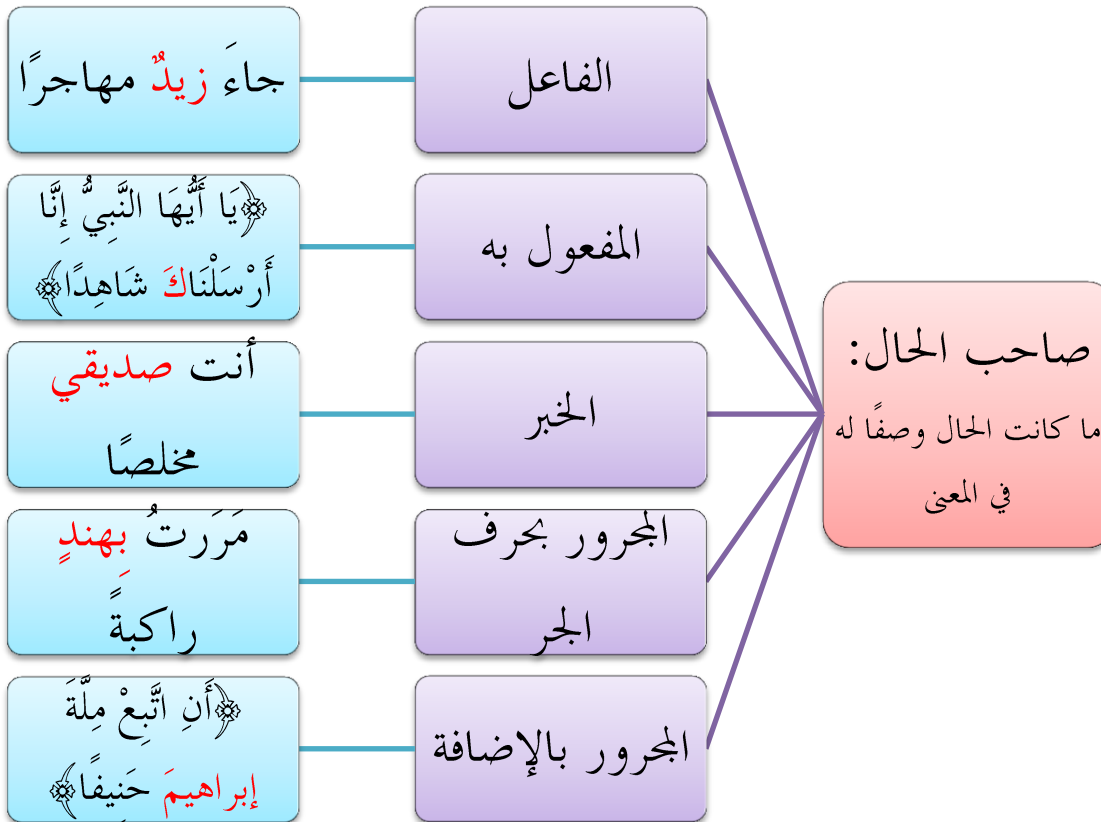 صاحب الحال:
ما كانت الحال وصفًا له
في المعنى
الفاعل
جاءَ زيدٌ مهاجرًا
المفعول به
﴿يَا أَيُّهَا النَّبِيُّ إِنَّا
أَرْسَلْنَاكَ شَاهِدًا﴾
الخبر
أنت صديقي
مخلصًا
المجرور بحرف
الجر
مَرَرتُ بِهندٍ
راكبةً
المجرور بالإضافة
﴿أَنِ اتَّبِعْ مِلَّةَ
إبراهيمَ حَنِيفًا﴾